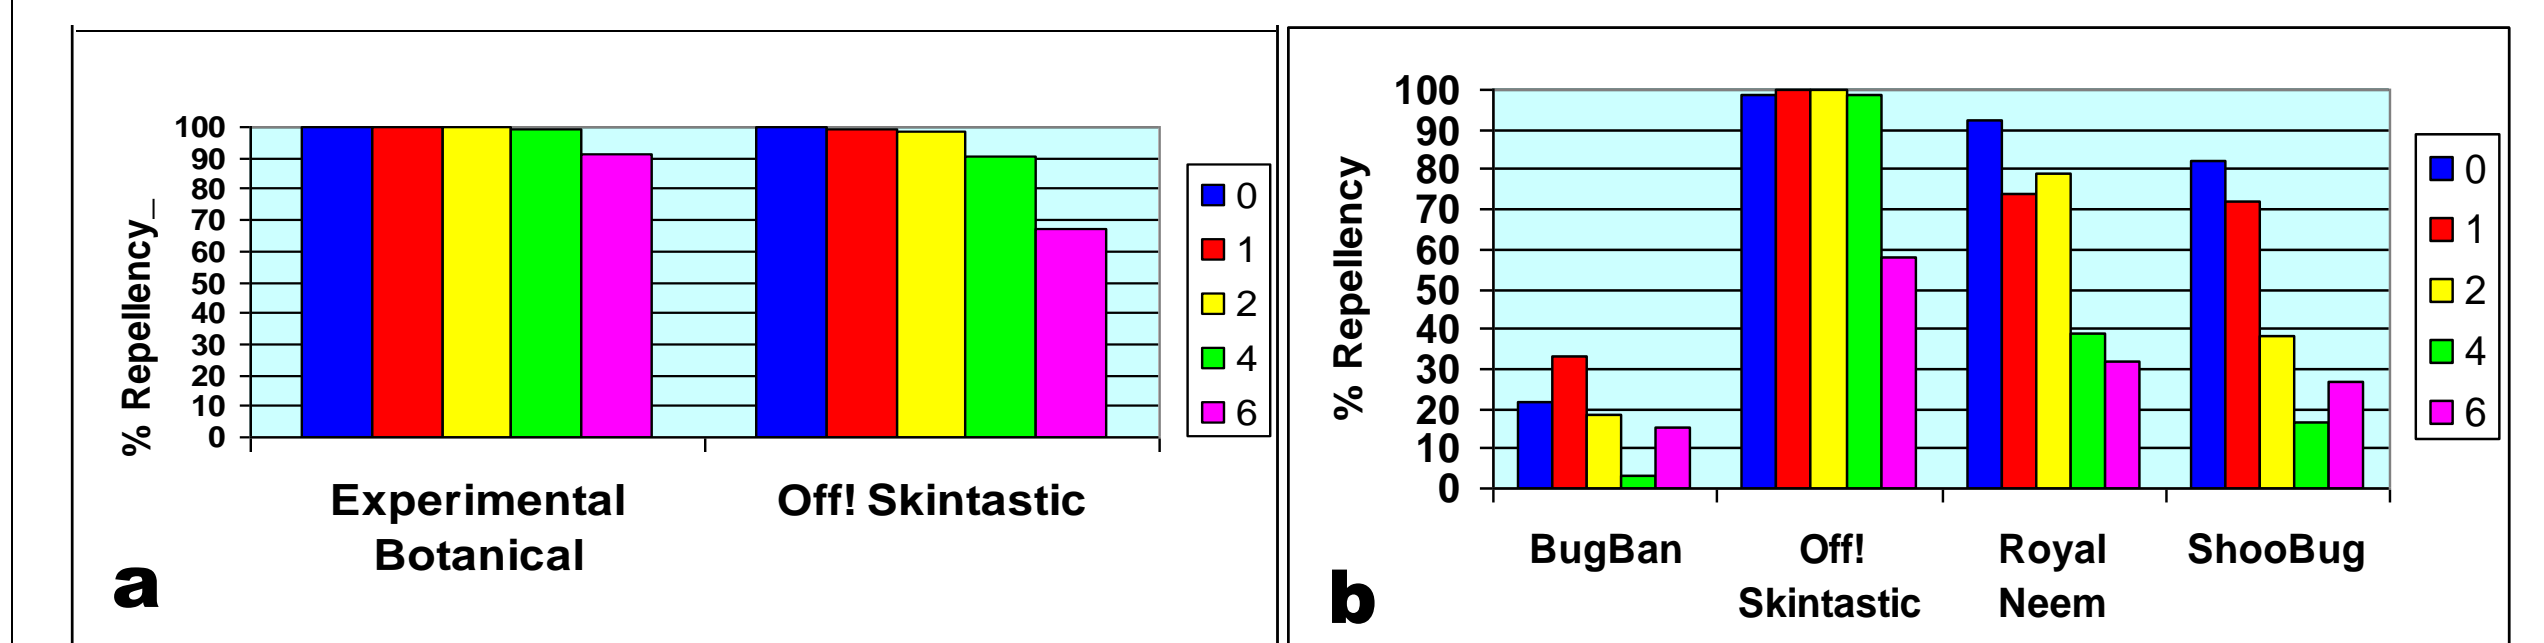 % Repellency_
100
90
80
70
60
50
40
30
20
10
0
Experimental
Botanical
Off! Skintastic
0
1
2
4
6
a
% Repellency
100
90
80
70
60
50
40
30
20
10
0
BugBan
Off!
Skintastic
Royal
Neem
ShooBug
0
1
2
4
6
b